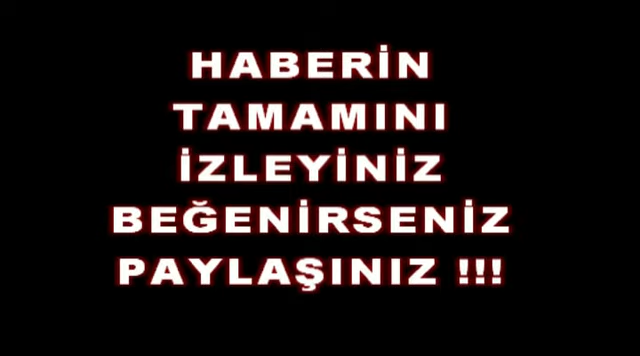 HABERİN
TAMAMINI
İZLEYİNİZ
BEĞENİRSENİZ
PAYLAŞINIZ !!!